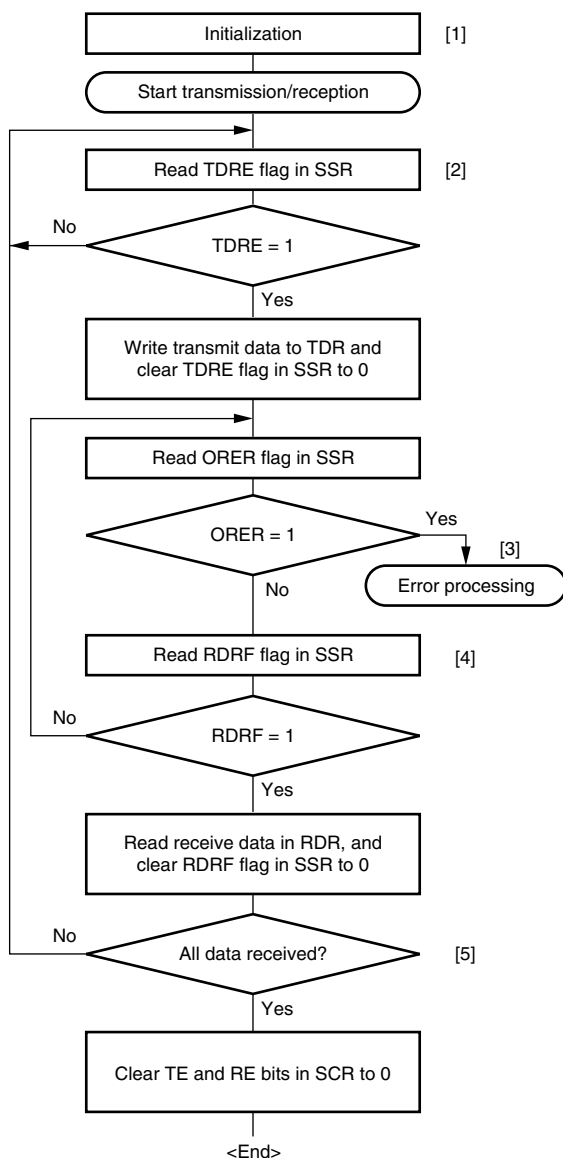 Initialization
[1]
Start transmission/reception
Read TDRE flag in SSR
[2]
No
TDRE = 1
Yes
Write transmit data to TDR and
clear TDRE flag in SSR to 0
Read ORER flag in SSR
ORER = 1
Yes
[3]
Error processing
No
Read RDRF flag in SSR
[4]
No
RDRF = 1
Yes
Read receive data in RDR, and
clear RDRF flag in SSR to 0
No
All data received?
[5]
Yes
Clear TE and RE bits in SCR to 0
<End>